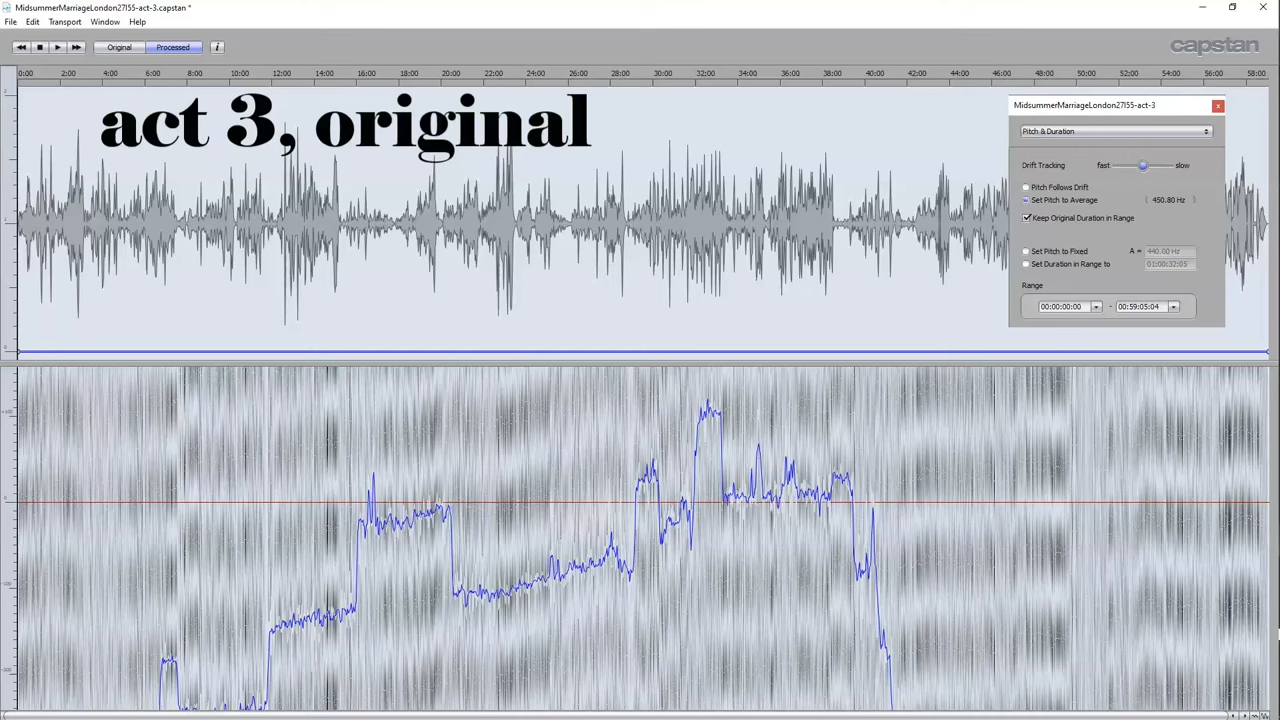 MidsummerMarriageLondon27I55-act-3.capstan *
File Edit Transport Window Help
Original Processed i
capstan
0:00 2:00 4:00 6:00 8:00 10:00 12:00 14:00 16:00 18:00 20:00 22:00 24:00 26:00 28:00 30:00 32:00 34:00 36:00 38:00 40:00 42:00 44:00 46:00 48:00 50:00 52:00 54:00 56:00 58:00
act 3, original
MidsummerMarriageLondon27I55-act-3 x
Pitch & Duration
Drift Tracking fast slow
Pitch Follows Drift
Set Pitch to Average ( 450.80 Hz )
Keep Original Duration in Range
Set Pitch to Fixed A = 440.00 Hz
Set Duration in Range to 01:00:32:05
Range
00:00:00:00 - 00:59:05:04